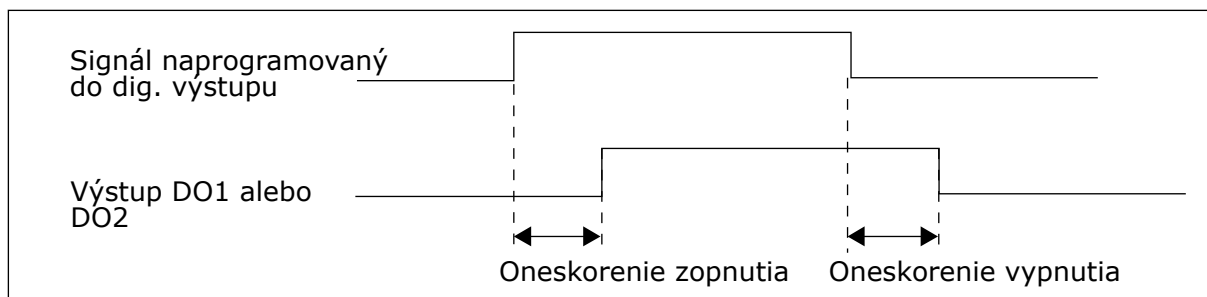 Signál naprogramovaný
do dig. výstupu
Výstup DO1 alebo
DO2
Oneskorenie zopnutia
Oneskorenie vypnutia